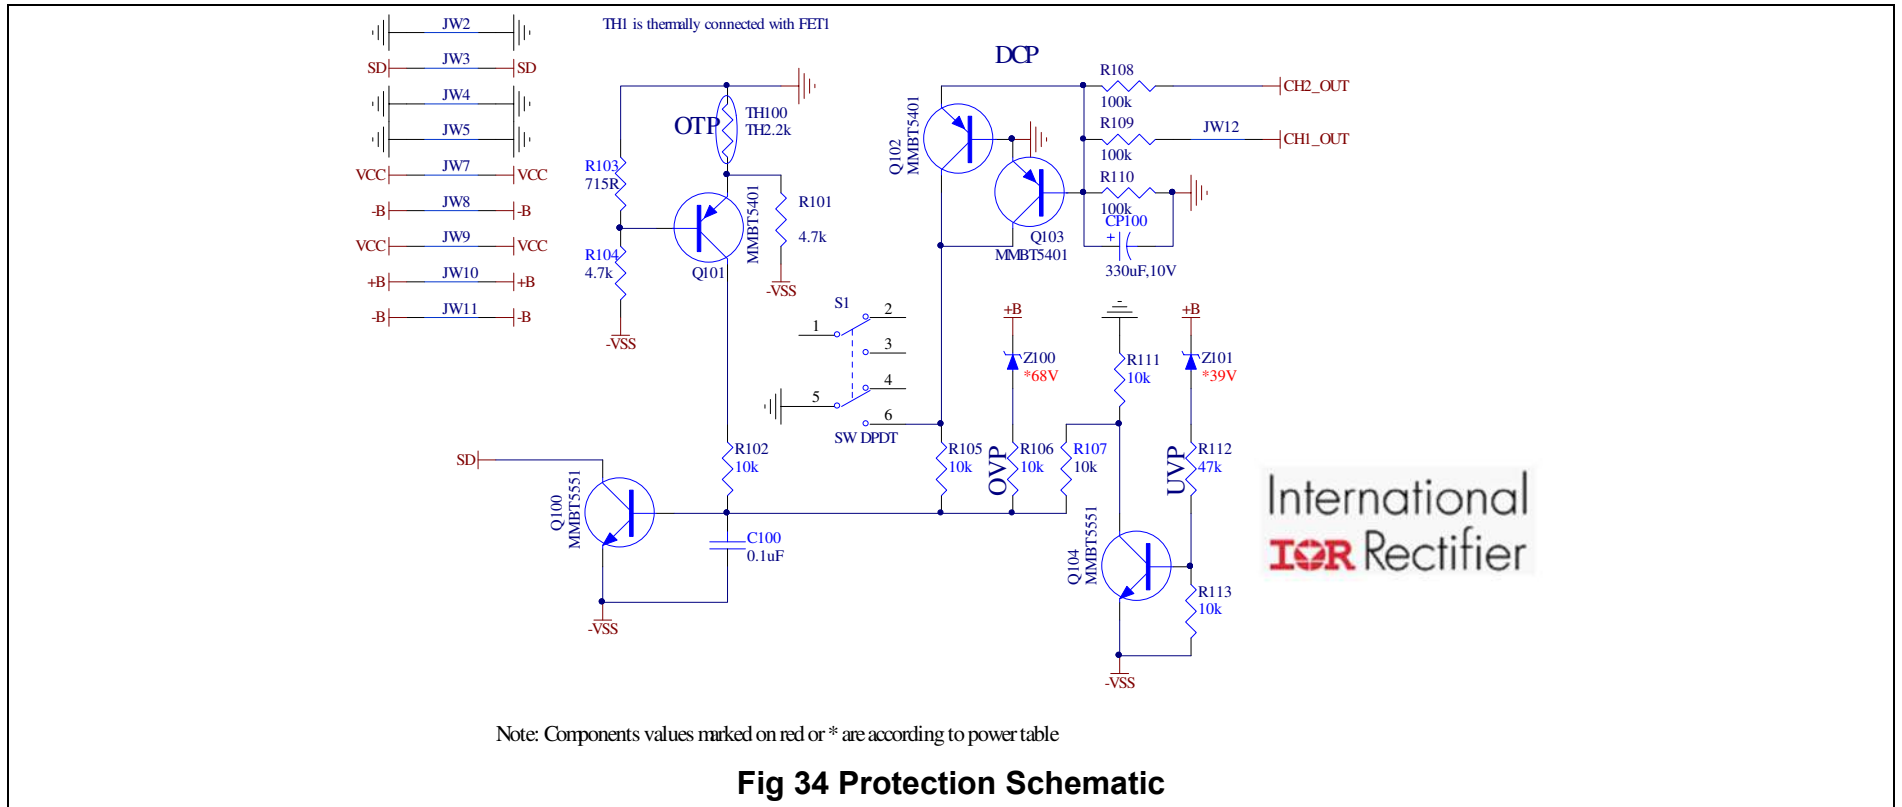 TH1 is thermally connected with FET1
JW2
SD JW3 SD
JW4
JW5
VCC JW7 VCC
-B JW8 -B
VCC JW9 VCC
+B JW10 +B
-B JW11 -B
OTP
TH100
TH2.2k
R103
715R
R104
4.7k
-VSS
Q101
MMBT5401
R101
4.7k
-VSS
DCP
Q102
MMBT5401
Q103
MMBT5401
R108
100k
CH2_OUT
R109
100k
JW12
CH1_OUT
R110
100k
CP100
+
330uF,10V
S1
1
2
3
4
5
6
SW DPDT
+B
Z100
*68V
-
R111
10k
+B
Z101
*39V
SD
Q100
MMBT5551
R102
10k
C100
0.1uF
-VSS
R105
10k
OVP
R106
10k
R107
10k
UVP
R112
47k
Q104
MMBT5551
R113
10k
-VSS
International
IOR Rectifier
Note: Components values marked on red or * are according to power table
Fig 34 Protection Schematic